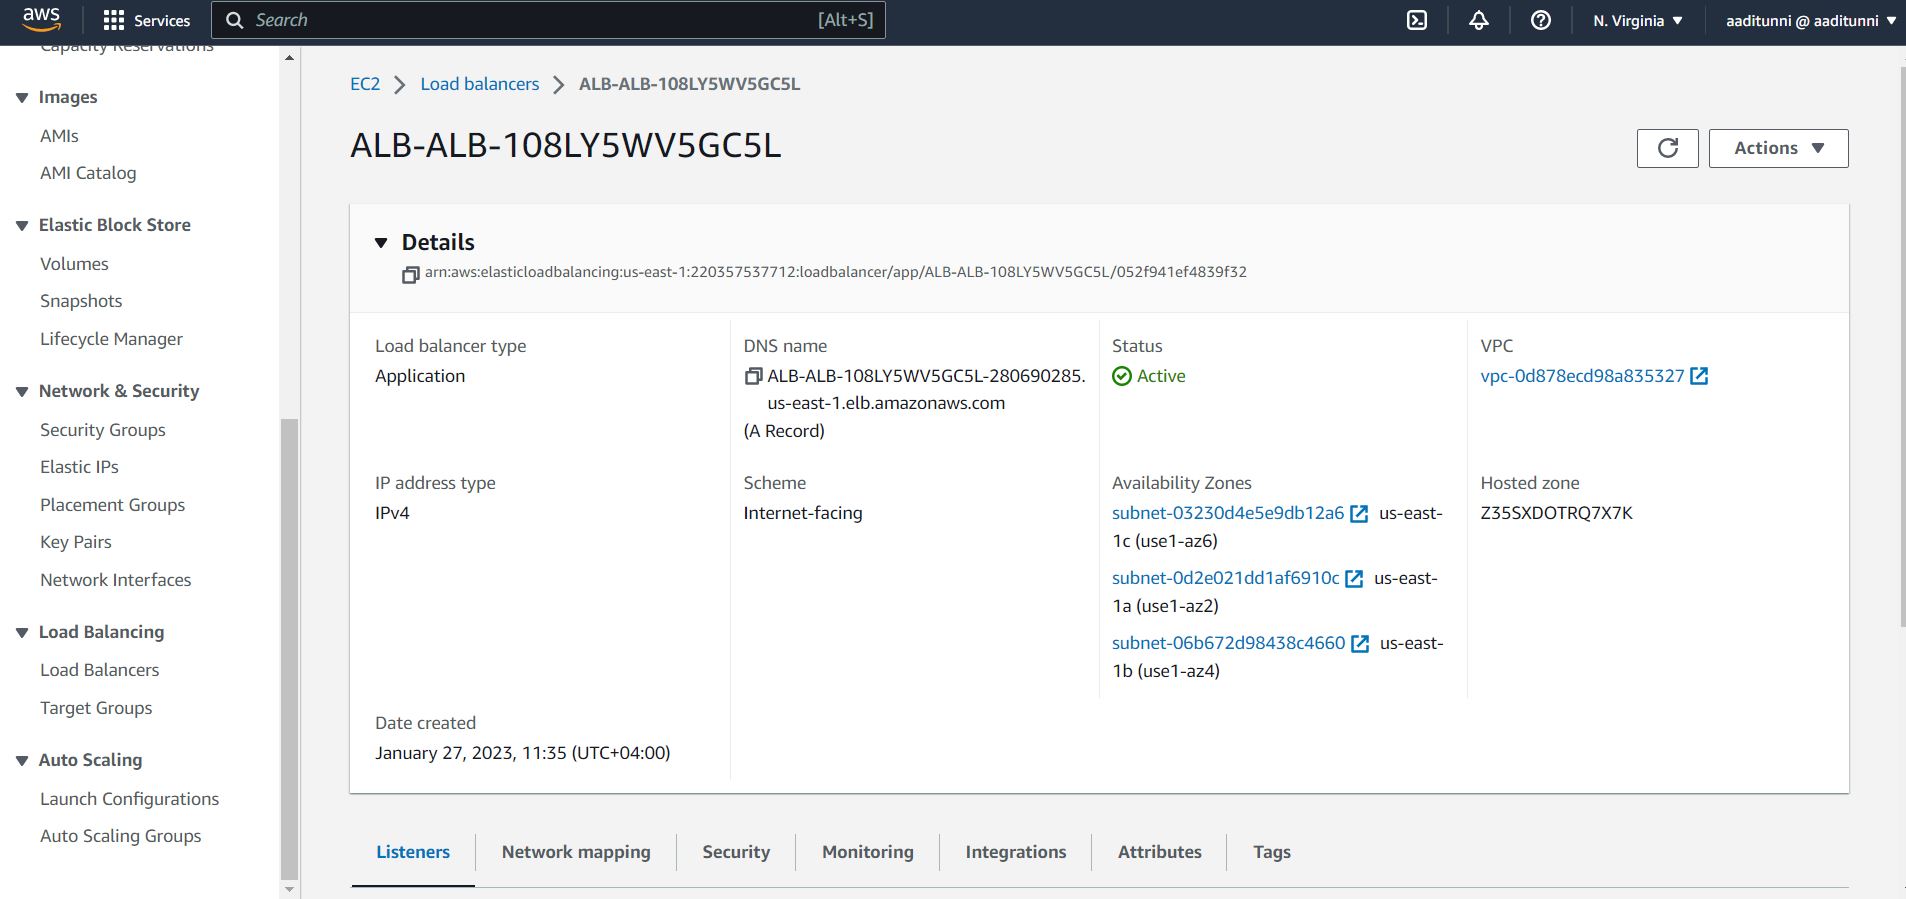 aws
Services
Search
[Alt+S]
N. Virginia
aaditunni @ aaditunni
Capacity Reservations
Images
AMIs
AMI Catalog
Elastic Block Store
Volumes
Snapshots
Lifecycle Manager
Network & Security
Security Groups
Elastic IPs
Placement Groups
Key Pairs
Network Interfaces
Load Balancing
Load Balancers
Target Groups
Auto Scaling
Launch Configurations
Auto Scaling Groups
EC2 > Load balancers > ALB-ALB-108LY5WV5GC5L
ALB-ALB-108LY5WV5GC5L
Actions
Details
arn:aws:elasticloadbalancing:us-east-1:220357537712:loadbalancer/app/ALB-ALB-108LY5WV5GC5L/052f941ef4839f32
Load balancer type
Application
DNS name
ALB-ALB-108LY5WV5GC5L-280690285.
us-east-1.elb.amazonaws.com
(A Record)
Status
Active
VPC
vpc-0d878ecd98a835327
IP address type
IPv4
Scheme
Internet-facing
Availability Zones
subnet-03230d4e5e9db12a6 us-east-
1c (use1-az6)
subnet-0d2e021dd1af6910c us-east-
1a (use1-az2)
subnet-06b672d98438c4660 us-east-
1b (use1-az4)
Hosted zone
Z35SXDOTRQ7X7K
Date created
January 27, 2023, 11:35 (UTC+04:00)
Listeners
Network mapping
Security
Monitoring
Integrations
Attributes
Tags